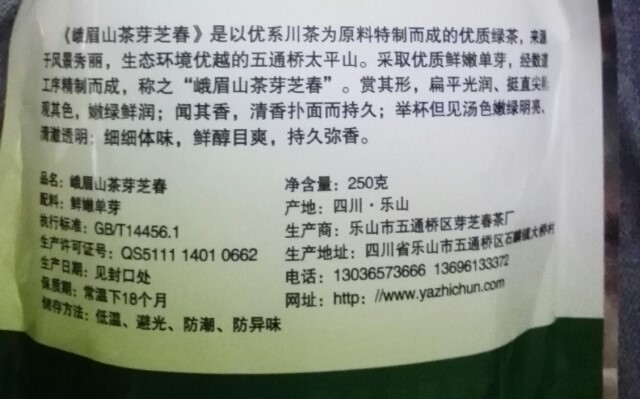 《峨眉山茶芽芝春》是以优系川茶为原料特制而成的优质绿茶，来源
于风景秀丽，生态环境优越的五通桥太平山。采取优质鲜嫩单芽，经数道
工序精制而成，称之“峨眉山茶芽芝春”。赏其形，扁平光润、挺直尖削
观其色，嫩绿鲜润；闻其香，清香扑面而持久；举杯但见汤色嫩绿明亮、
清澈透明；细细体味，鲜醇目爽，持久弥香。
品名：峨眉山茶芽芝春
配料：鲜嫩单芽
执行标准：GB/T14456.1
生产许可证号：QS5111 1401 0662
生产日期：见封口处
保质期：常温下18个月
储存方法：低温、避光、防潮、防异味
净含量：250克
产地：四川·乐山
生产商：乐山市五通桥区芽芝春茶厂
生产地址：四川省乐山市五通桥区石麟镇大桥村
电话：13036573666 13696133372
网址：http: //www.yazhichun.com